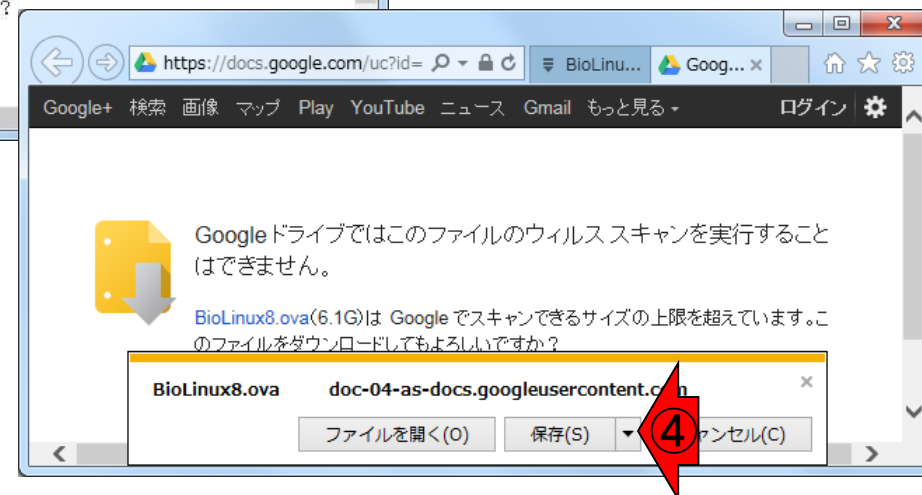 ?
https://docs.google.com/uc?id=
BioLinu...
Goog...
Google+ 検索 画像 マップ Play YouTube ニュース Gmail もっと見る ログイン
Googleドライブではこのファイルのウィルス スキャンを実行すること
はできません。
BioLinux8.ova(6.1G)は Google でスキャンできるサイズの上限を超えています。こ
のファイルをダウンロードしてもよろしいですか?
BioLinux8.ova doc-04-as-docs.googleusercontent.com
ファイルを開く(O) 保存(S) ④ ャンセル(C)